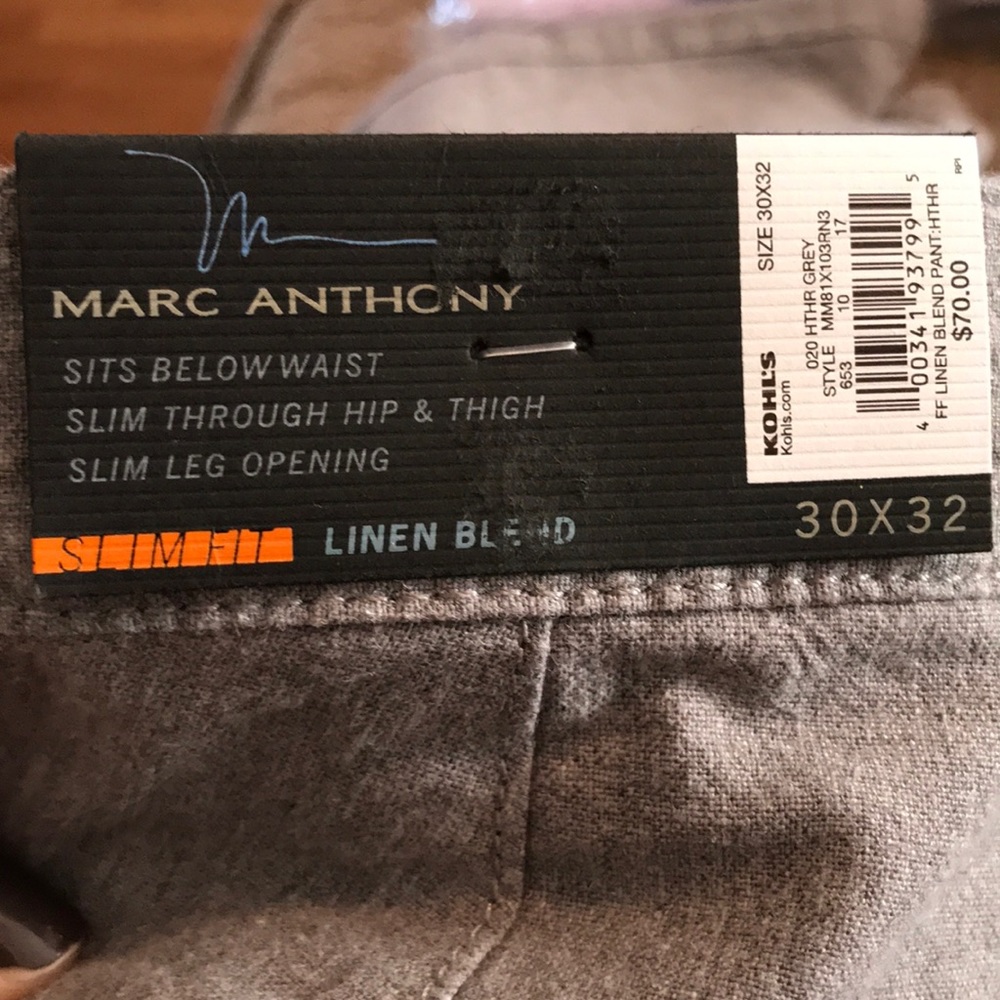 MARC ANTHONY
SITS BELOW WAIST
SLIM THROUGH HIP & THIGH
SLIM LEG OPENING
SLIM FIT
LINEN BLEND
30X32
SIZE 30X32
KOHL'S
Kohls.com
020 HTHR GREY
STYLE MM81X103RN3
653 10 17
4 00341 93799 5
FF LINEN BLEND PANT:HTHR
$70.00
RPI